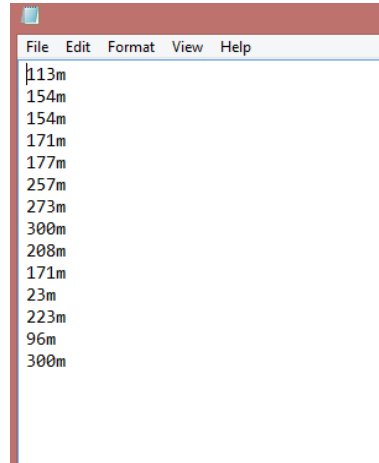 File Edit Format View Help
113m
154m
154m
171m
177m
257m
273m
300m
208m
171m
23m
223m
96m
300m